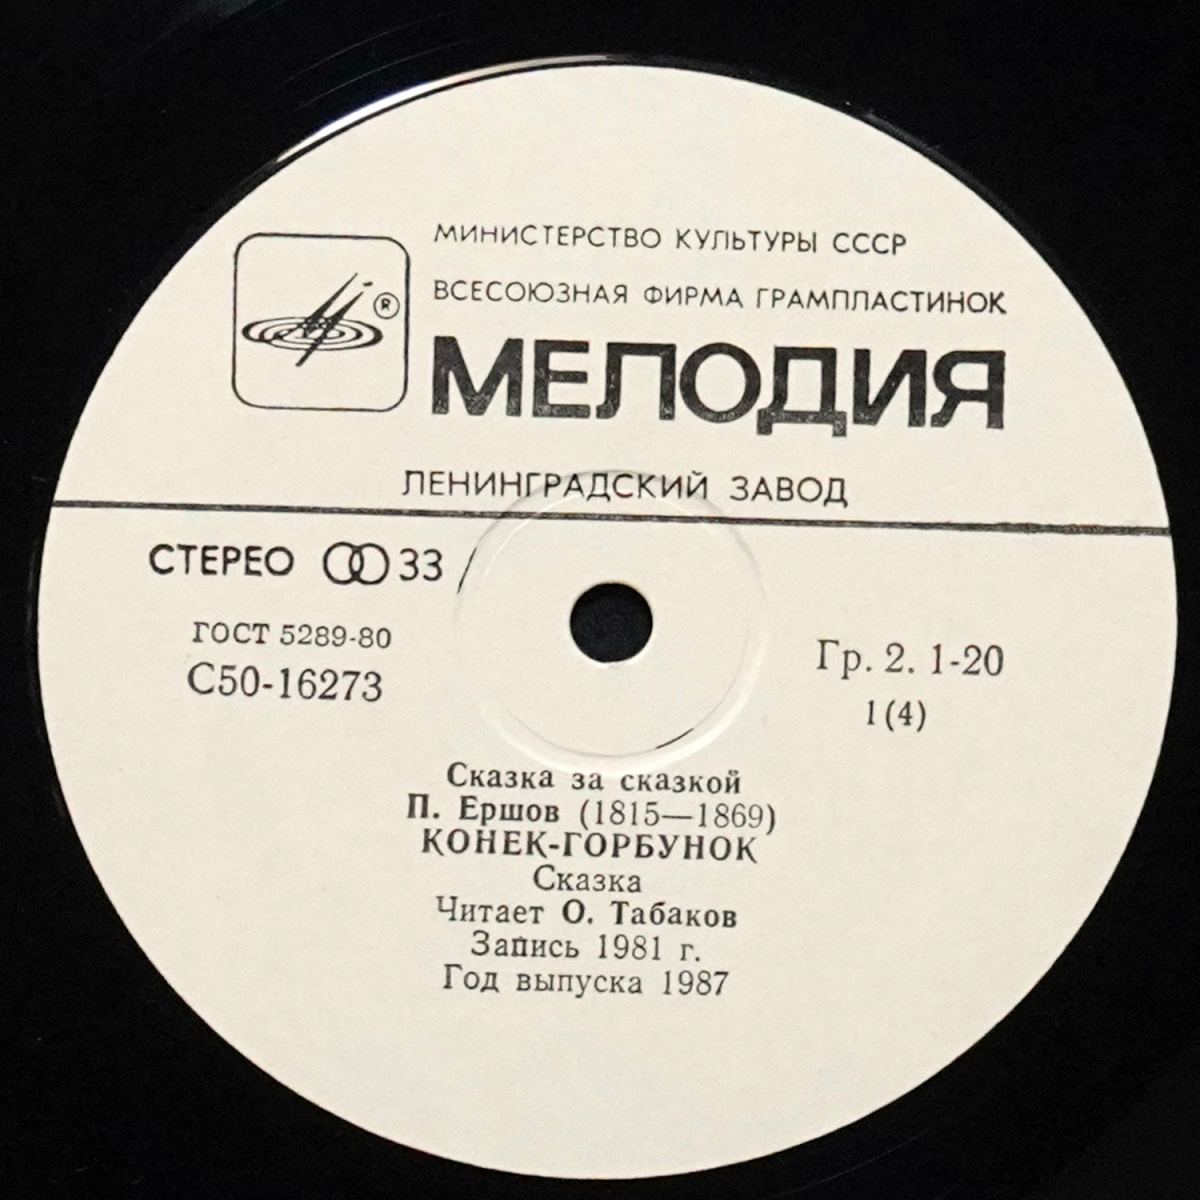 МИНИСТЕРСТВО КУЛЬТУРЫ СССР
ВСЕСОЮЗНАЯ ФИРМА ГРАМПЛАСТИНОК
®
МЕЛОДИЯ
ЛЕНИНГРАДСКИЙ ЗАВОД
СТЕРЕО 33
ГОСТ 5289-80
С50-16273
Гр. 2. 1-20
1(4)
Сказка за сказкой
П. Ершов (1815—1869)
КОНЕК-ГОРБУНОК
Сказка
Читает О. Табаков
Запись 1981 г.
Год выпуска 1987